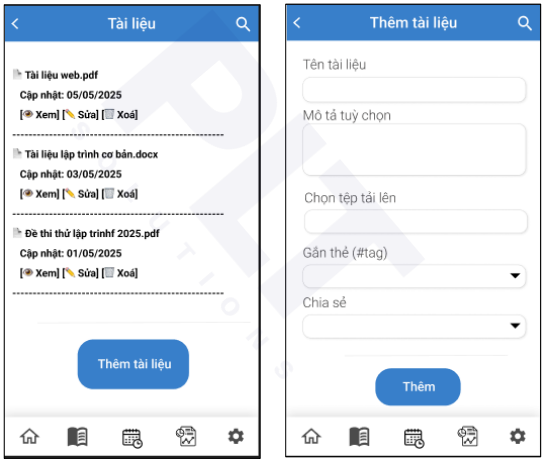 Tài liệu
Tài liệu web.pdf
Cập nhật: 05/05/2025
[👁 Xem] [✏ Sửa] [🗑 Xoá]
Tài liệu lập trình cơ bản.docx
Cập nhật: 03/05/2025
[👁 Xem] [✏ Sửa] [🗑 Xoá]
Đề thi thử lập trinhf 2025.pdf
Cập nhật: 01/05/2025
[👁 Xem] [✏ Sửa] [🗑 Xoá]
Thêm tài liệu
Thêm tài liệu
Tên tài liệu
Mô tả tuỳ chọn
Chọn tệp tải lên
Gắn thẻ (#tag)
Chia sẻ
Thêm
PLT
SOLUTIONS